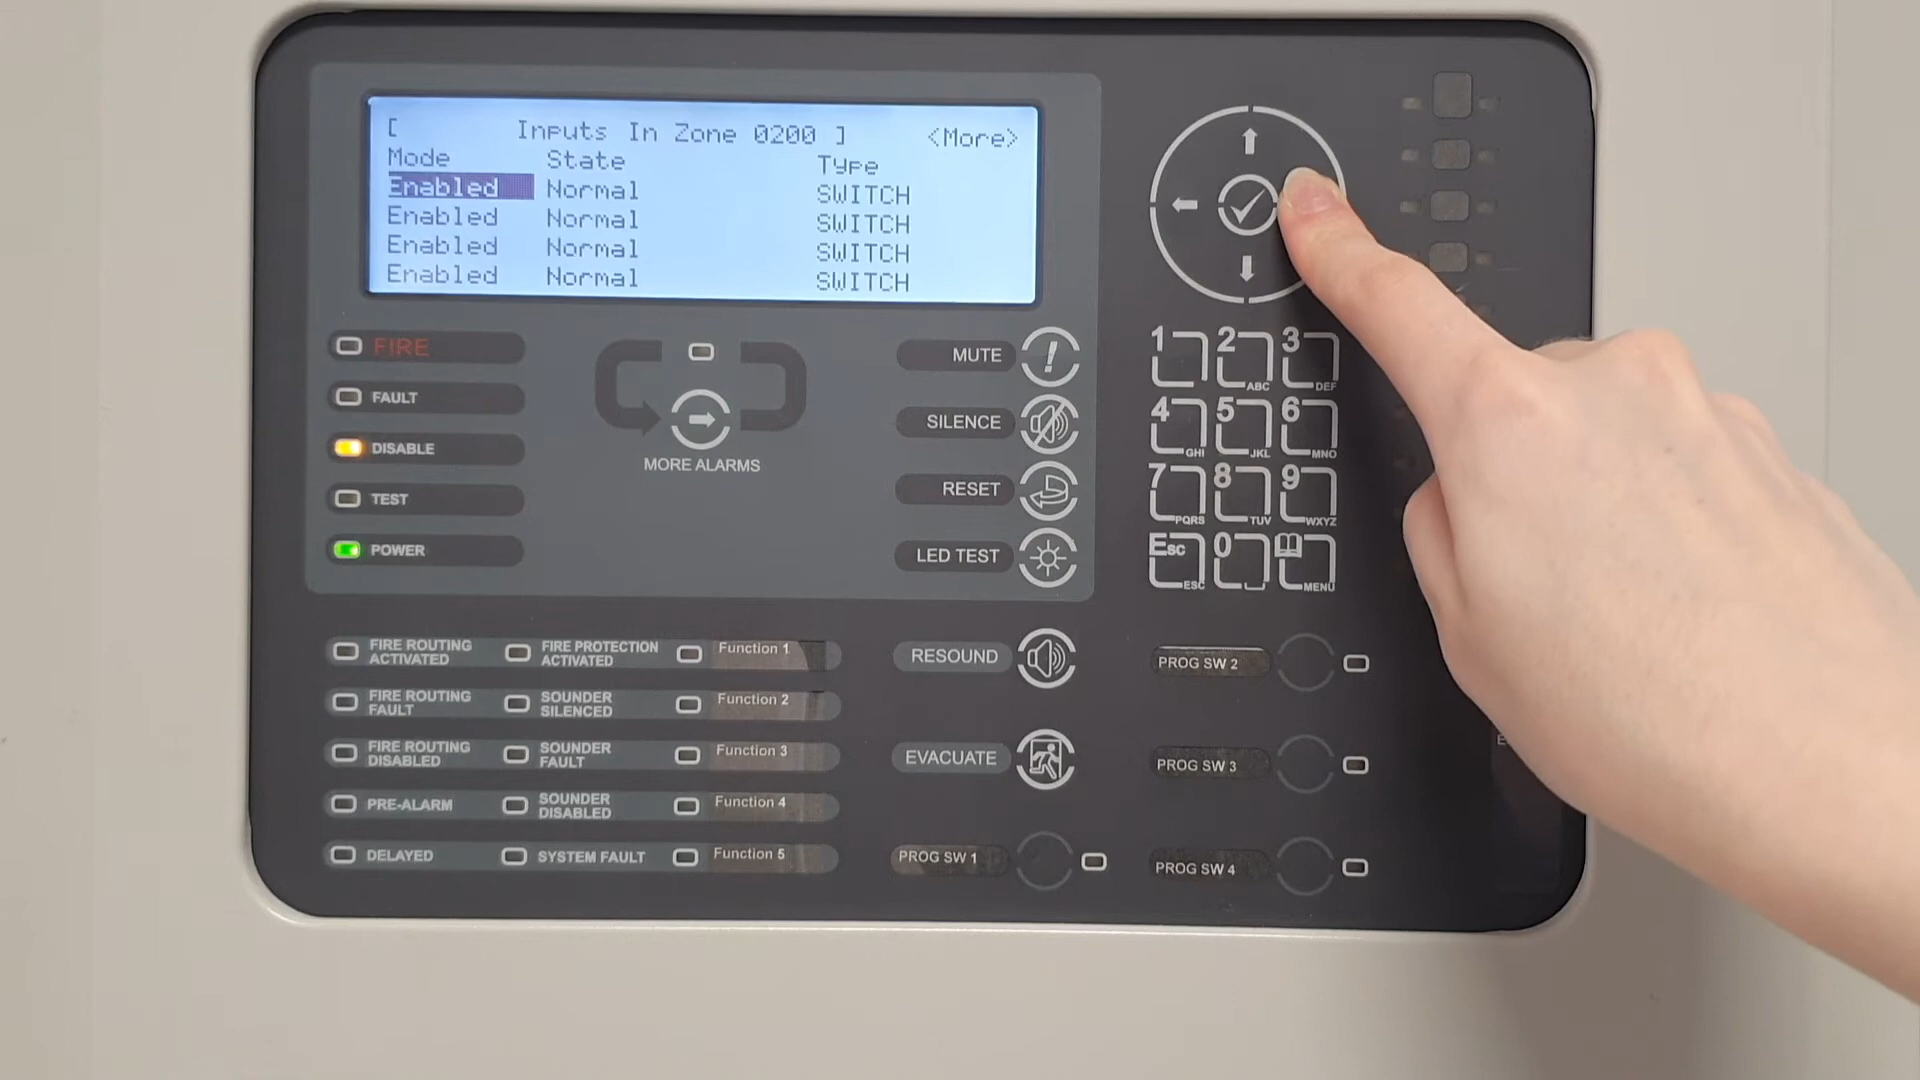 [ Inputs In Zone 0200 ] <More>
Mode State Type
Enabled Normal SWITCH
Enabled Normal SWITCH
Enabled Normal SWITCH
Enabled Normal SWITCH
FIRE
FAULT
DISABLE
TEST
POWER
MORE ALARMS
MUTE
SILENCE
RESET
LED TEST
1 2 ABC 3 DEF
4 GHI 5 JKL 6 MNO
7 PQRS 8 TUV 9 WXYZ
Esc ESC 0 MENU
FIRE ROUTING
ACTIVATED
FIRE PROTECTION
ACTIVATED
Function 1
FIRE ROUTING
FAULT
SOUNDER
SILENCED
Function 2
FIRE ROUTING
DISABLED
SOUNDER
FAULT
Function 3
PRE-ALARM
SOUNDER
DISABLED
Function 4
DELAYED
SYSTEM FAULT
Function 5
RESOUND
EVACUATE
PROG SW 1
PROG SW 2
PROG SW 3
PROG SW 4